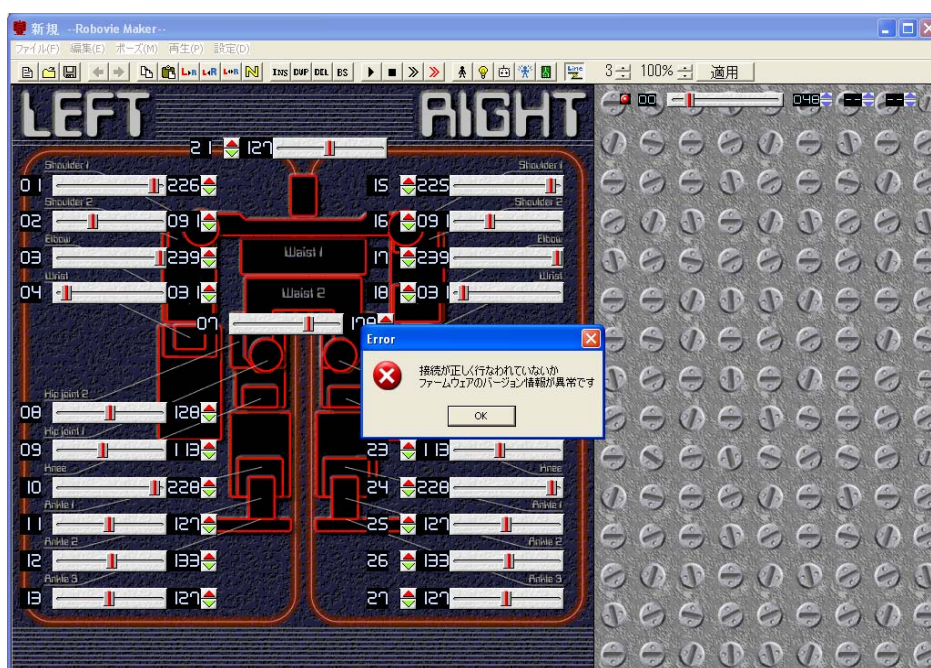 新規 --Robovie Maker--
ファイル(F) 編集(E) ポーズ(M) 再生(P) 設定(D)
L▸R L◂R L↔R N INS DUP DEL BS Line 3 100% 適用
LEFT RIGHT
00 048 -- --
21 127
Shoulder 1 Shoulder 1
01 226 15 225
Shoulder 2 Shoulder 2
02 091 16 091
Elbow Elbow
03 239 Waist 1 17 239
Wrist Wrist
04 031 Waist 2 18 031
07
Error
接続が正しく行なわれていないか
ファームウェアのバージョン情報が異常です
OK
Hip joint 2
08 128
Hip joint 1
09 113 23 113
Knee Knee
10 228 24 228
Ankle 1 Ankle 1
11 127 25 127
Ankle 2 Ankle 2
12 133 26 133
Ankle 3 Ankle 3
13 127 27 127